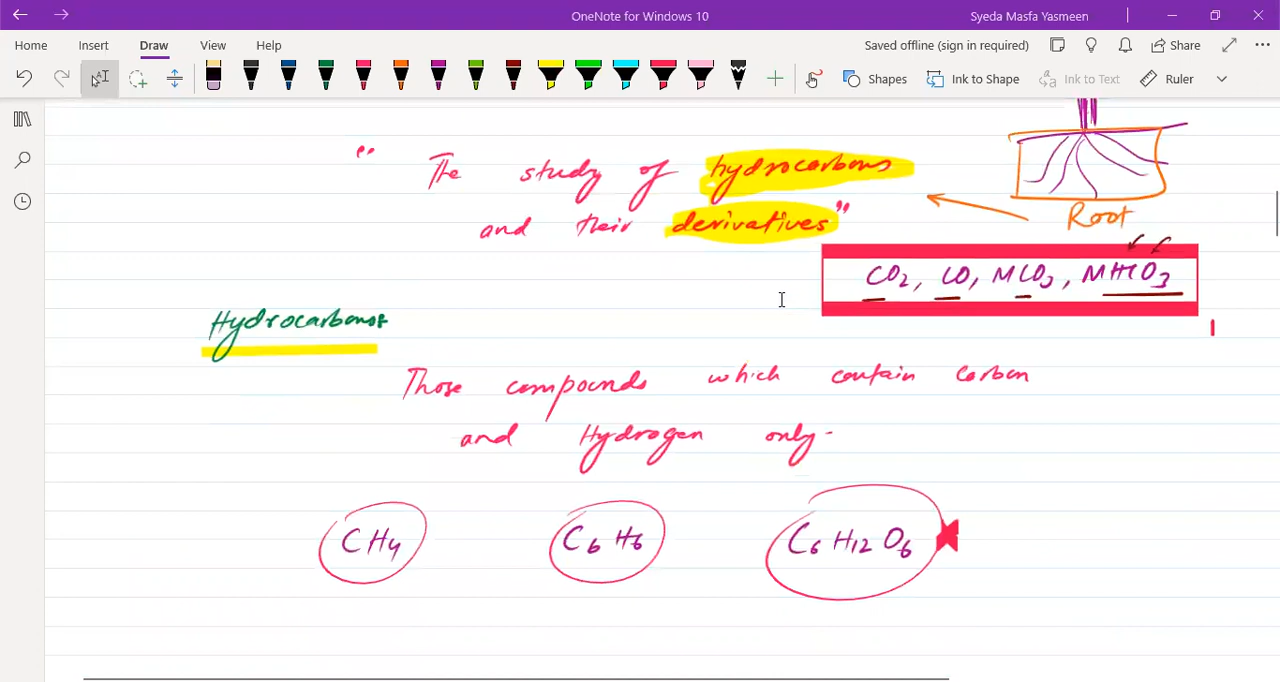 OneNote for Windows 10
Syeda Masfa Yasmeen
Home Insert Draw View Help
Saved offline (sign in required)
Share
Shapes
Ink to Shape
Ink to Text
Ruler
" The study of hydrocarbons
and their derivatives"
Root
CO2, CO, MCO3, MHCO3
Hydrocarbons
Those compounds which contain carbon
and Hydrogen only-
CH4 C6H6 C6H12O6